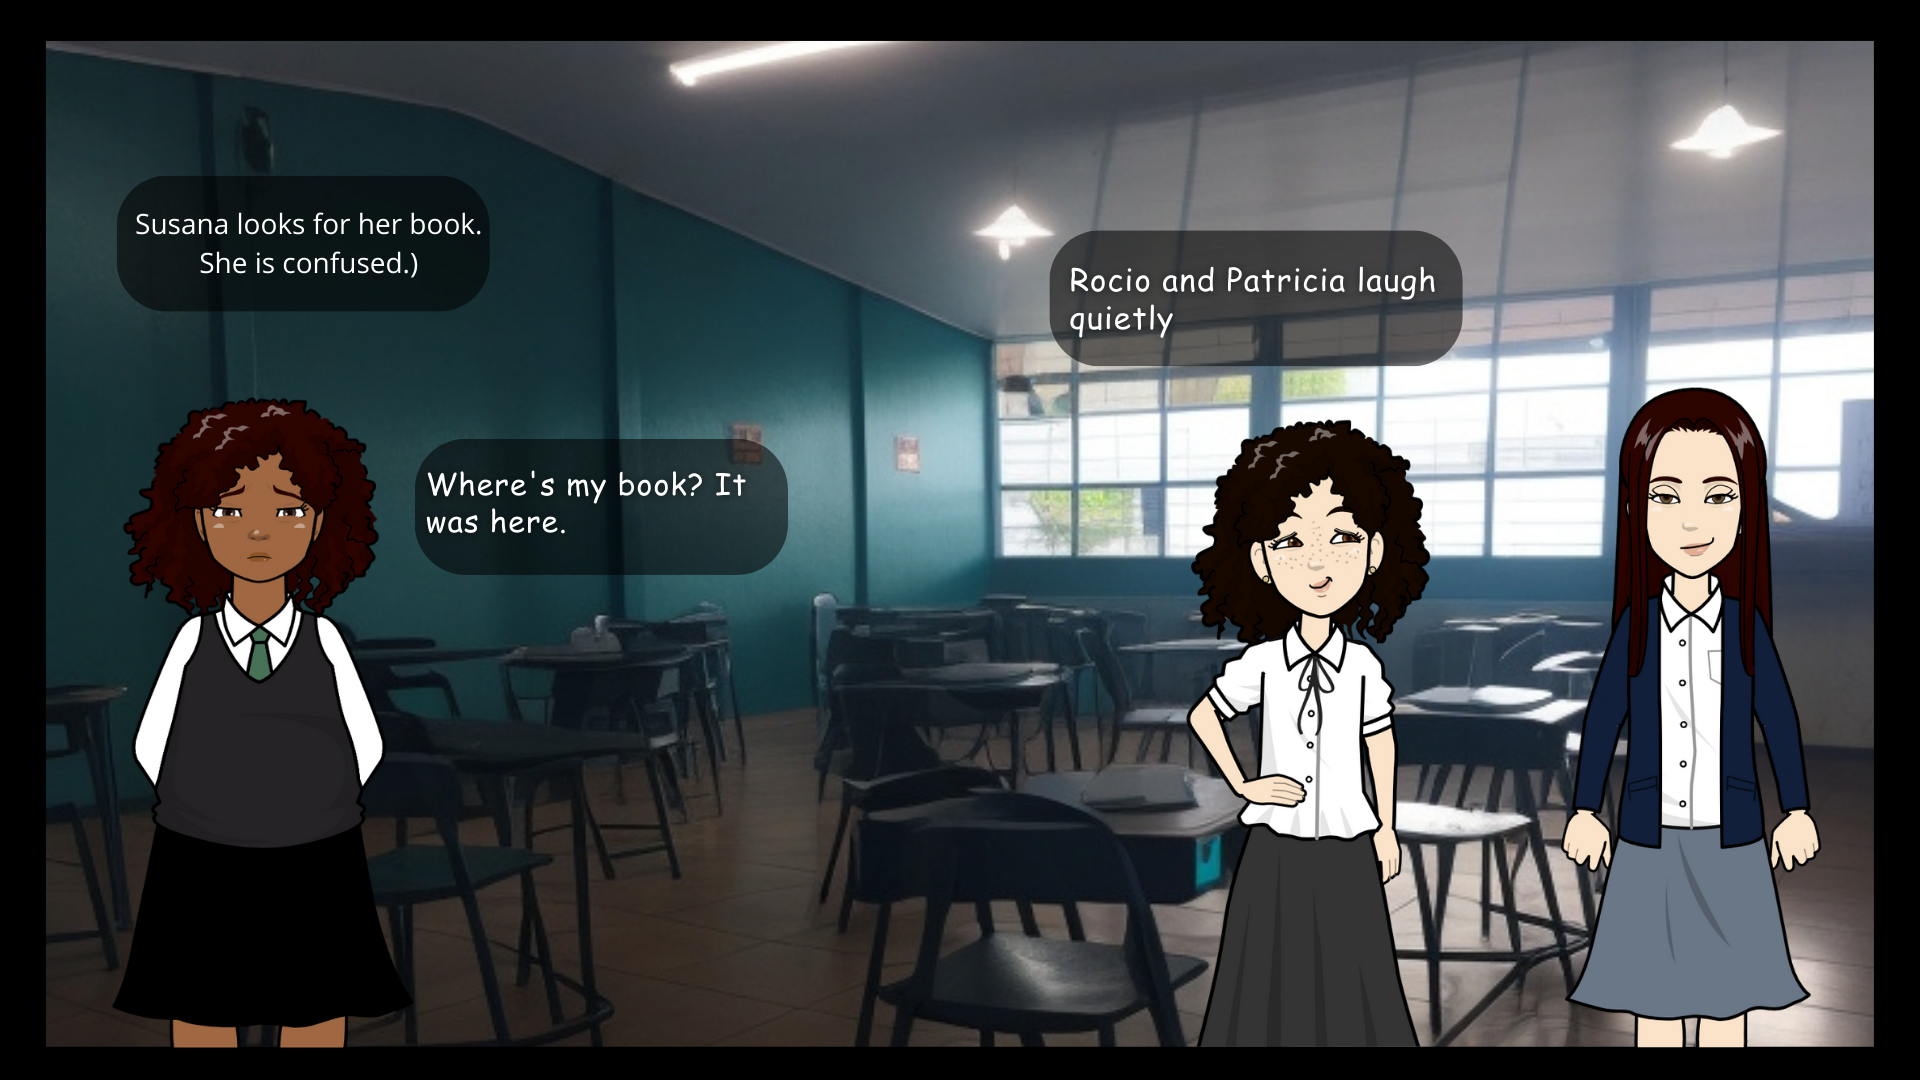 Susana looks for her book.
She is confused.)
Rocio and Patricia laugh
quietly
Where's my book? It
was here.